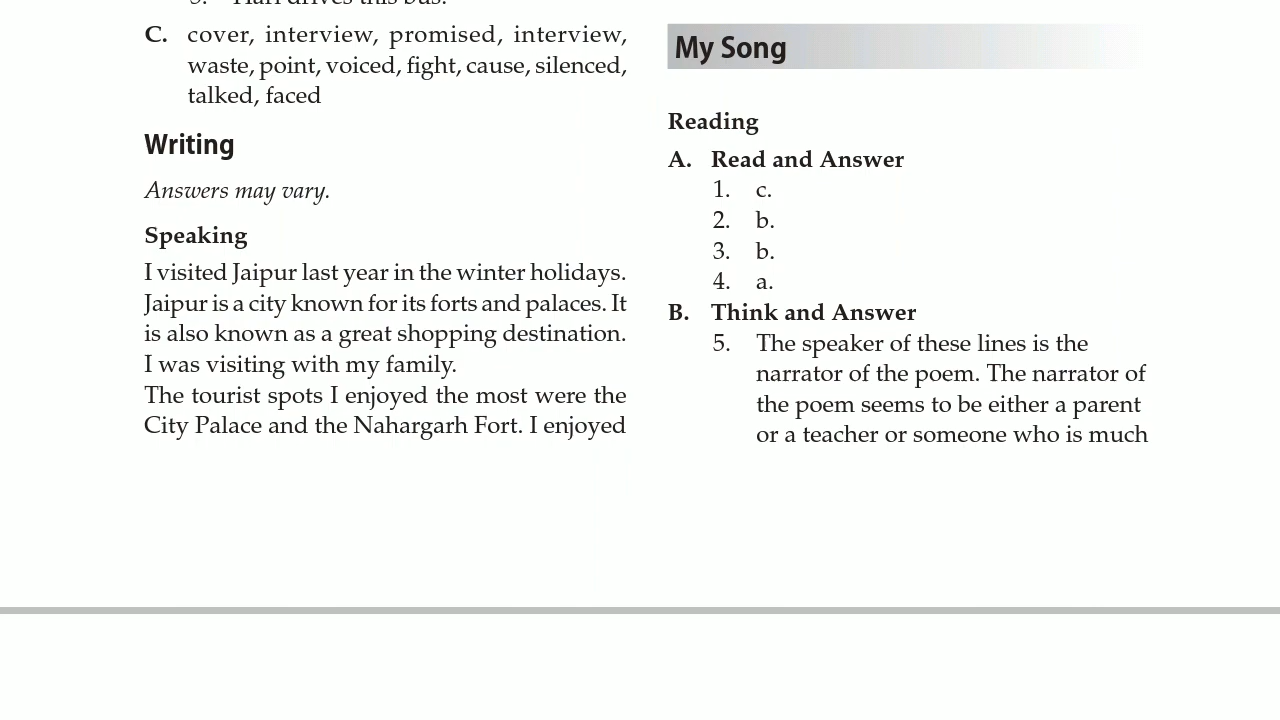 5. Hari drives this bus.
C. cover, interview, promised, interview,
waste, point, voiced, fight, cause, silenced,
talked, faced
Writing
Answers may vary.
Speaking
I visited Jaipur last year in the winter holidays.
Jaipur is a city known for its forts and palaces. It
is also known as a great shopping destination.
I was visiting with my family.
The tourist spots I enjoyed the most were the
City Palace and the Nahargarh Fort. I enjoyed
My Song
Reading
A. Read and Answer
1. c.
2. b.
3. b.
4. a.
B. Think and Answer
5. The speaker of these lines is the
narrator of the poem. The narrator of
the poem seems to be either a parent
or a teacher or someone who is much